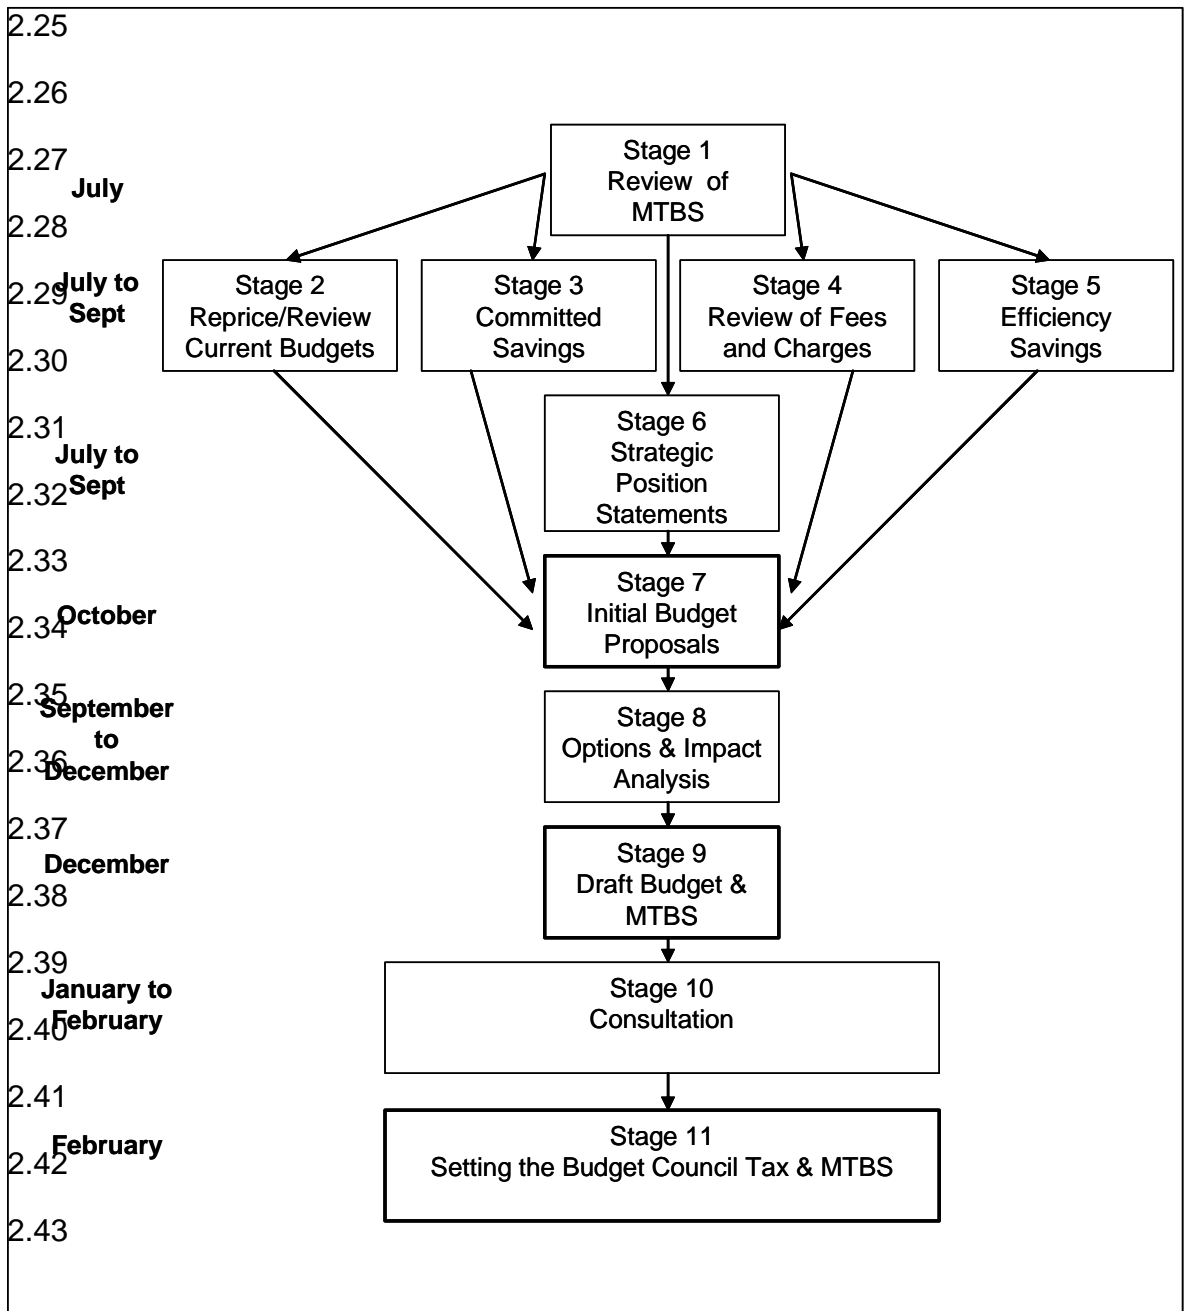 2.25
2.26
Stage 1
2.27
Review of
July
MTBS
2.28
July to
Sept
2.29
Stage 2
Reprice/Review
Current Budgets
Stage 3
Committed
Savings
Stage 4
Review of Fees
and Charges
Stage 5
Efficiency
Savings
2.30
2.31
July to
Sept
2.32
Stage 6
Strategic
Position
Statements
2.33
October
2.34
Stage 7
Initial Budget
Proposals
2.35
September
to
December
2.36
Stage 8
Options & Impact
Analysis
2.37
December
2.38
Stage 9
Draft Budget &
MTBS
2.39
January to
February
2.40
Stage 10
Consultation
2.41
February
2.42
Stage 11
Setting the Budget Council Tax & MTBS
2.43